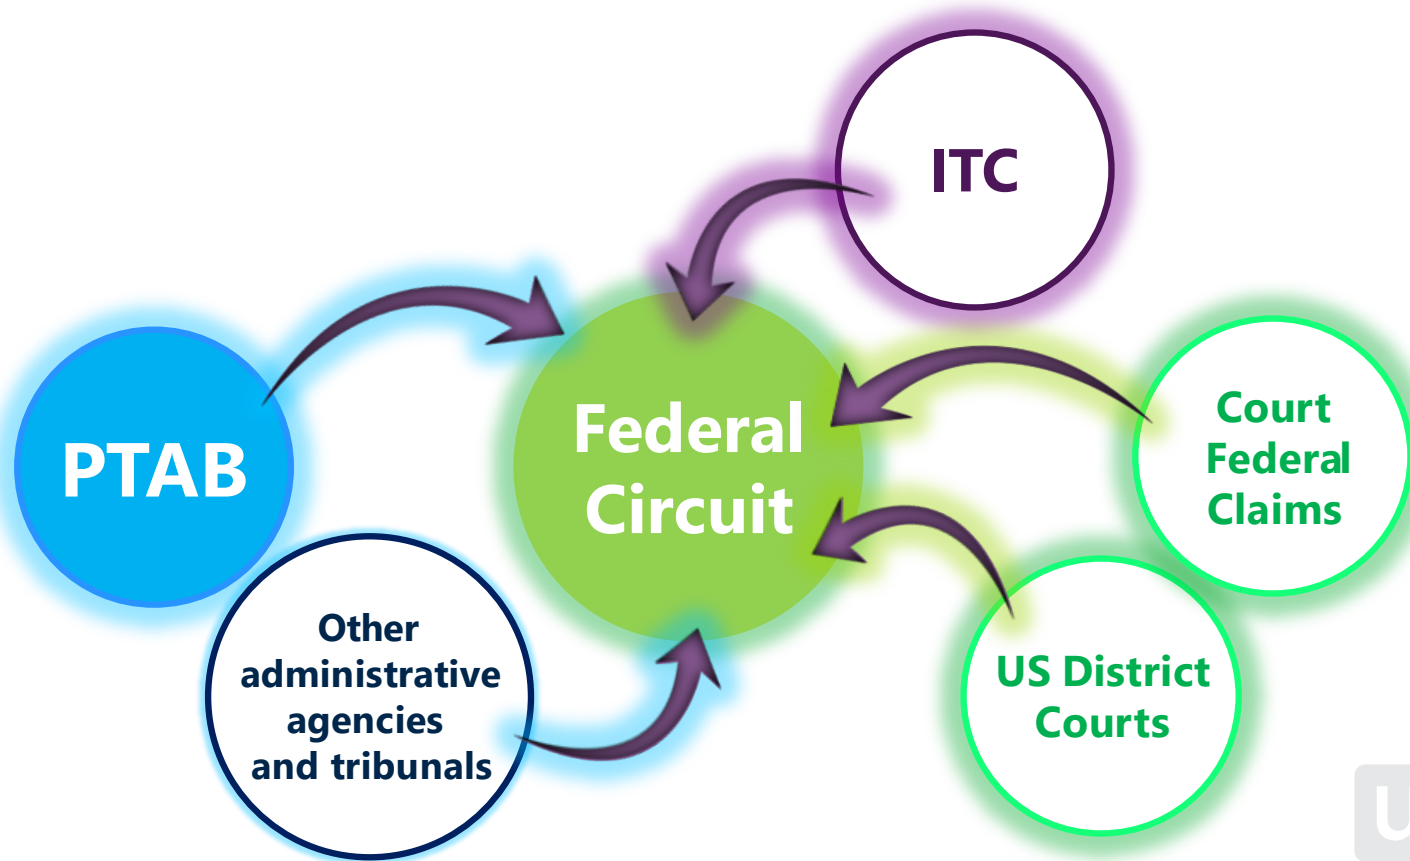 ITC
PTAB
Federal
Circuit
Court
Federal
Claims
Other
administrative
agencies
and tribunals
US District
Courts